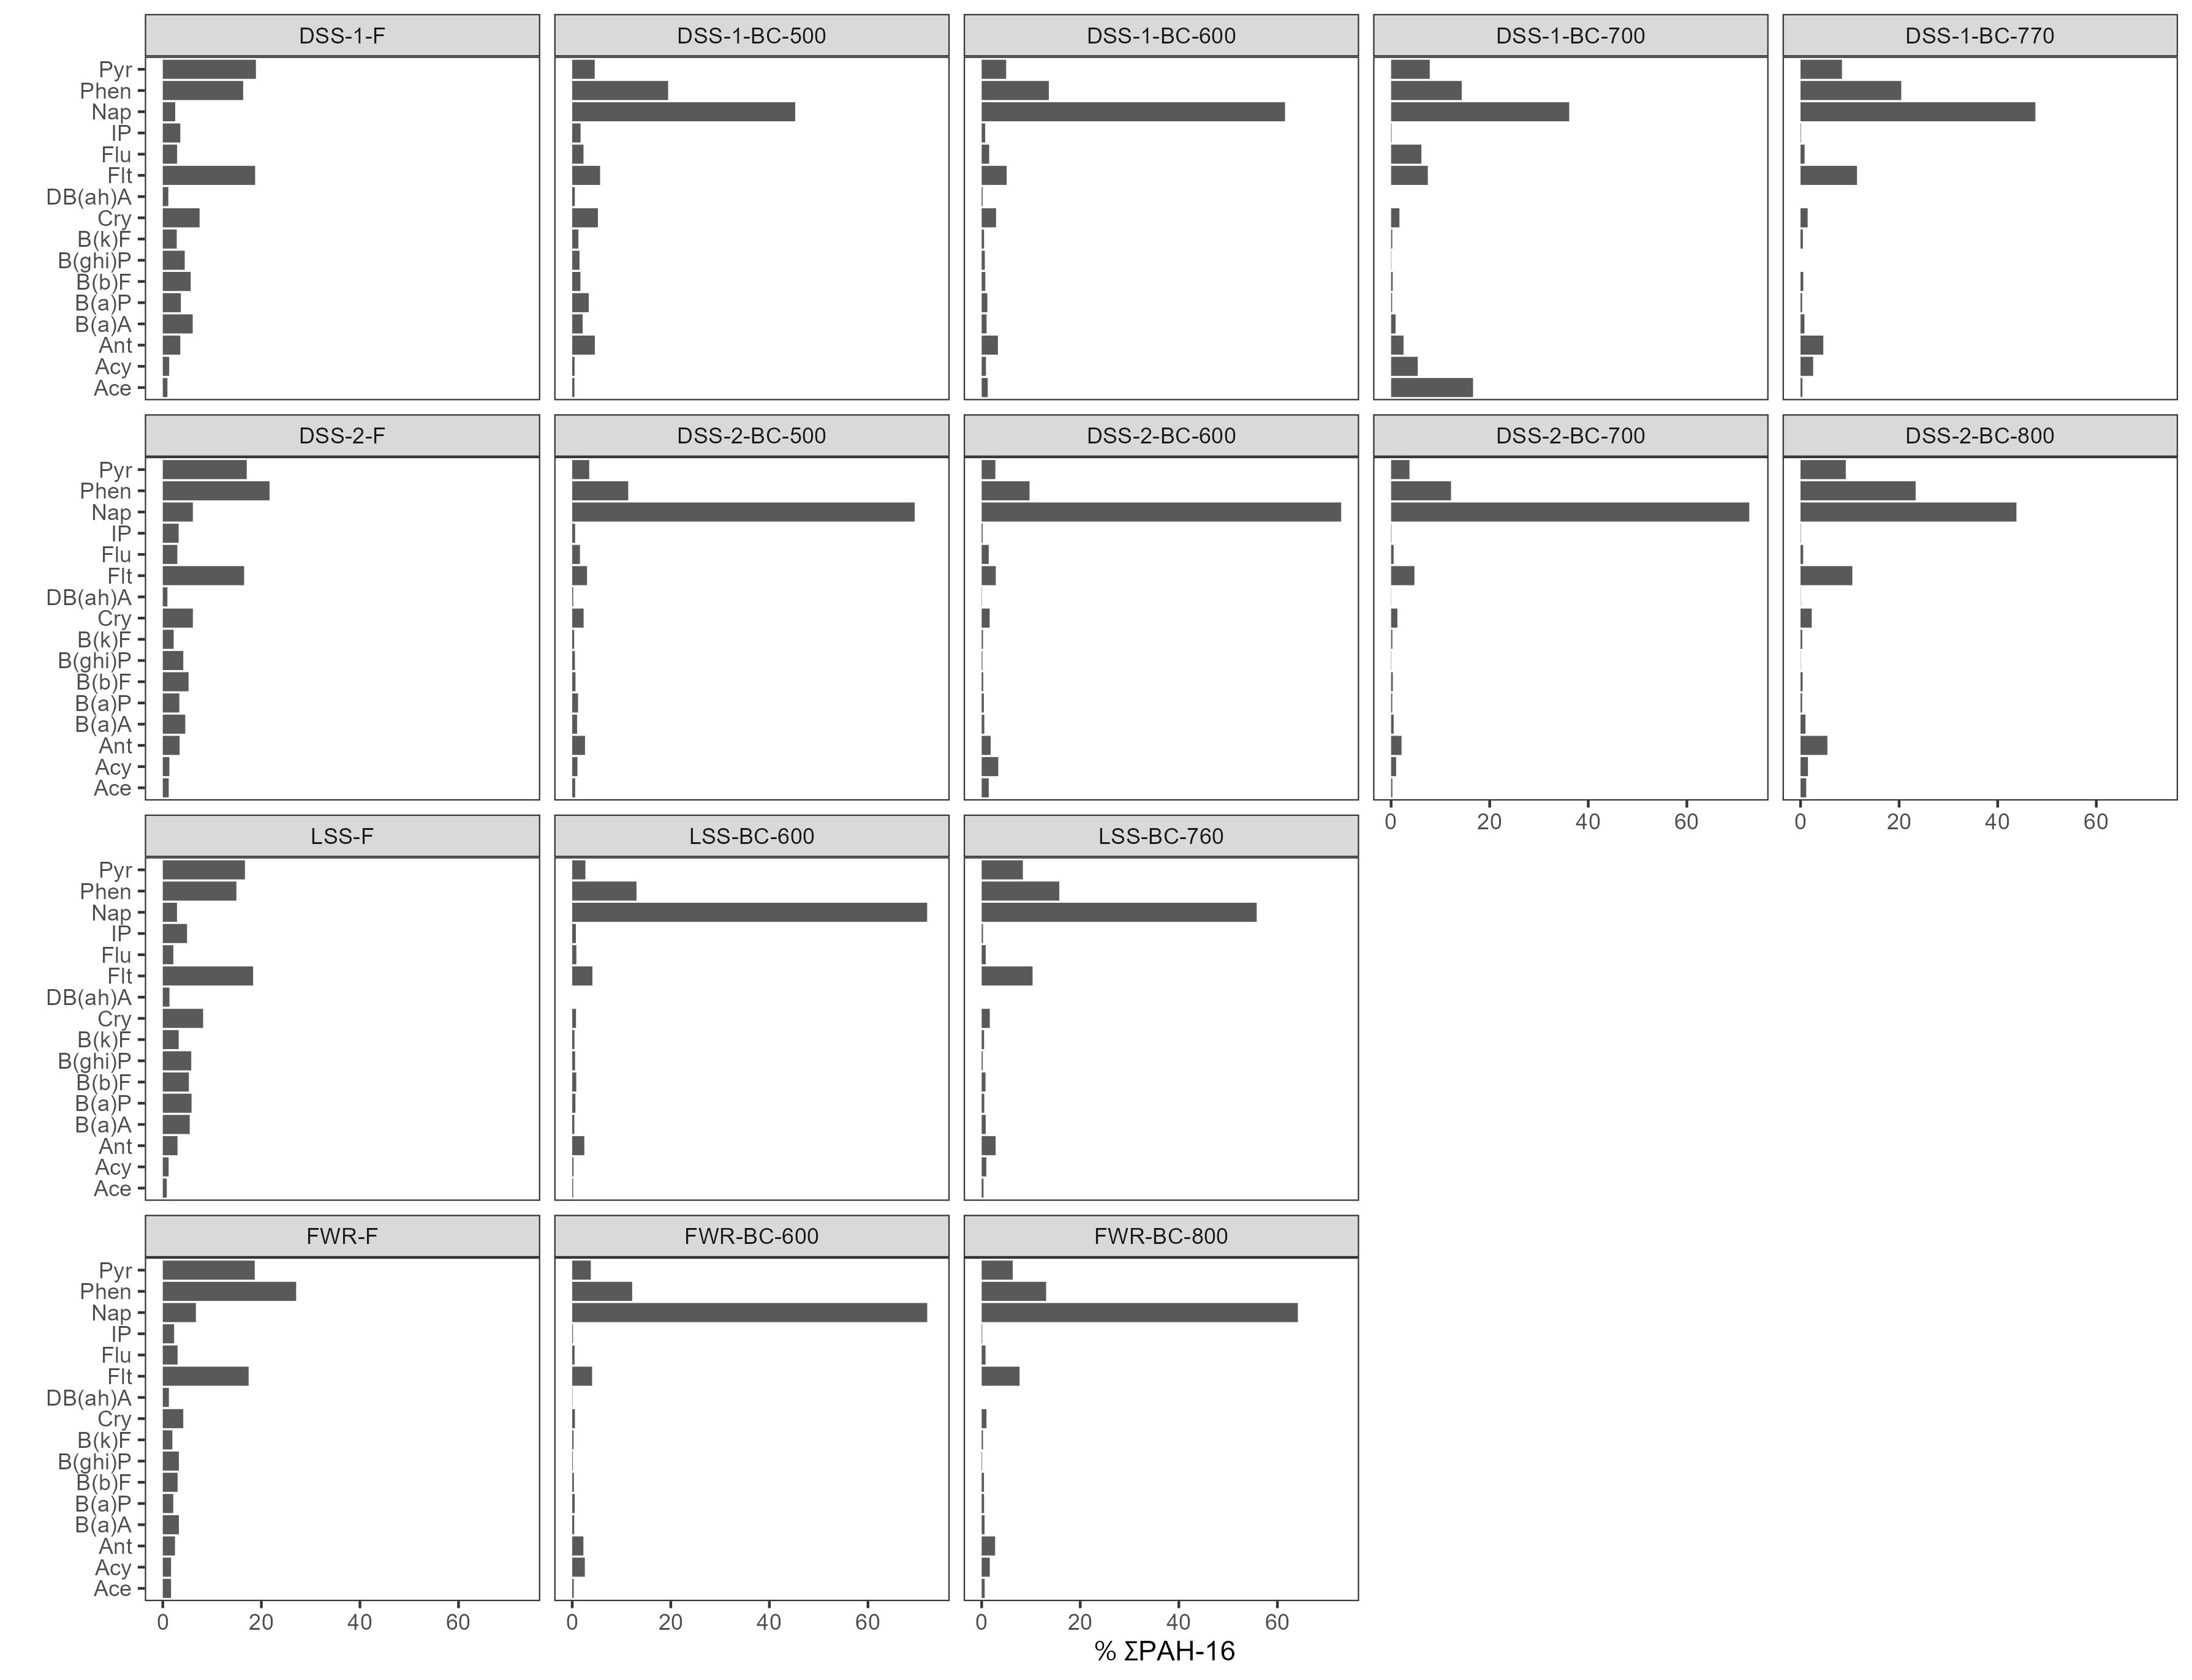 DSS-1-F DSS-1-BC-500 DSS-1-BC-600 DSS-1-BC-700 DSS-1-BC-770
Pyr
Phen
Nap
IP
Flu
Flt
DB(ah)A
Cry
B(k)F
B(ghi)P
B(b)F
B(a)P
B(a)A
Ant
Acy
Ace
DSS-2-F DSS-2-BC-500 DSS-2-BC-600 DSS-2-BC-700 DSS-2-BC-800
Pyr
Phen
Nap
IP
Flu
Flt
DB(ah)A
Cry
B(k)F
B(ghi)P
B(b)F
B(a)P
B(a)A
Ant
Acy
Ace
0 20 40 60 0 20 40 60
LSS-F LSS-BC-600 LSS-BC-760
Pyr
Phen
Nap
IP
Flu
Flt
DB(ah)A
Cry
B(k)F
B(ghi)P
B(b)F
B(a)P
B(a)A
Ant
Acy
Ace
FWR-F FWR-BC-600 FWR-BC-800
Pyr
Phen
Nap
IP
Flu
Flt
DB(ah)A
Cry
B(k)F
B(ghi)P
B(b)F
B(a)P
B(a)A
Ant
Acy
Ace
0 20 40 60 0 20 40 60 0 20 40 60
% ΣPAH-16